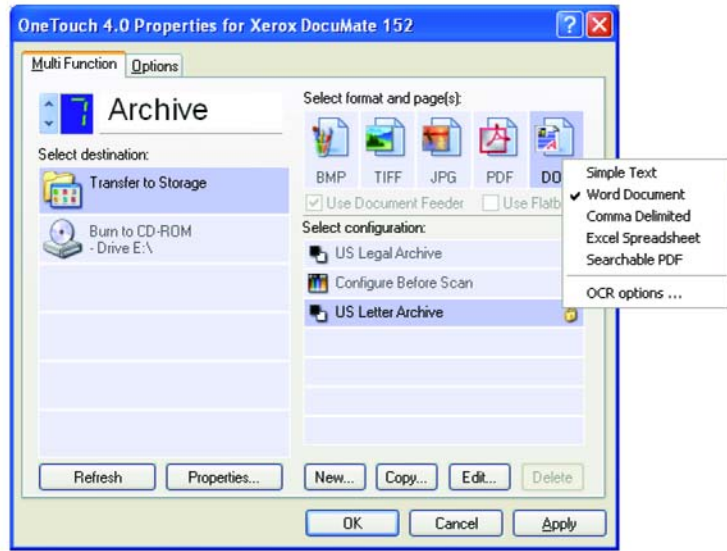 OneTouch 4.0 Properties for Xerox DocuMate 152
Multi Function
Options
7
Archive
Select destination:
Transfer to Storage
Burn to CD-ROM
- Drive E:\
Refresh
Properties...
Select format and page(s):
BMP
TIFF
JPG
PDF
DO
Use Document Feeder
Use Flatb
Select configuration:
US Legal Archive
Configure Before Scan
US Letter Archive
New...
Copy...
Edit...
Delete
Simple Text
Word Document
Comma Delimited
Excel Spreadsheet
Searchable PDF
OCR options ...
OK
Cancel
Apply